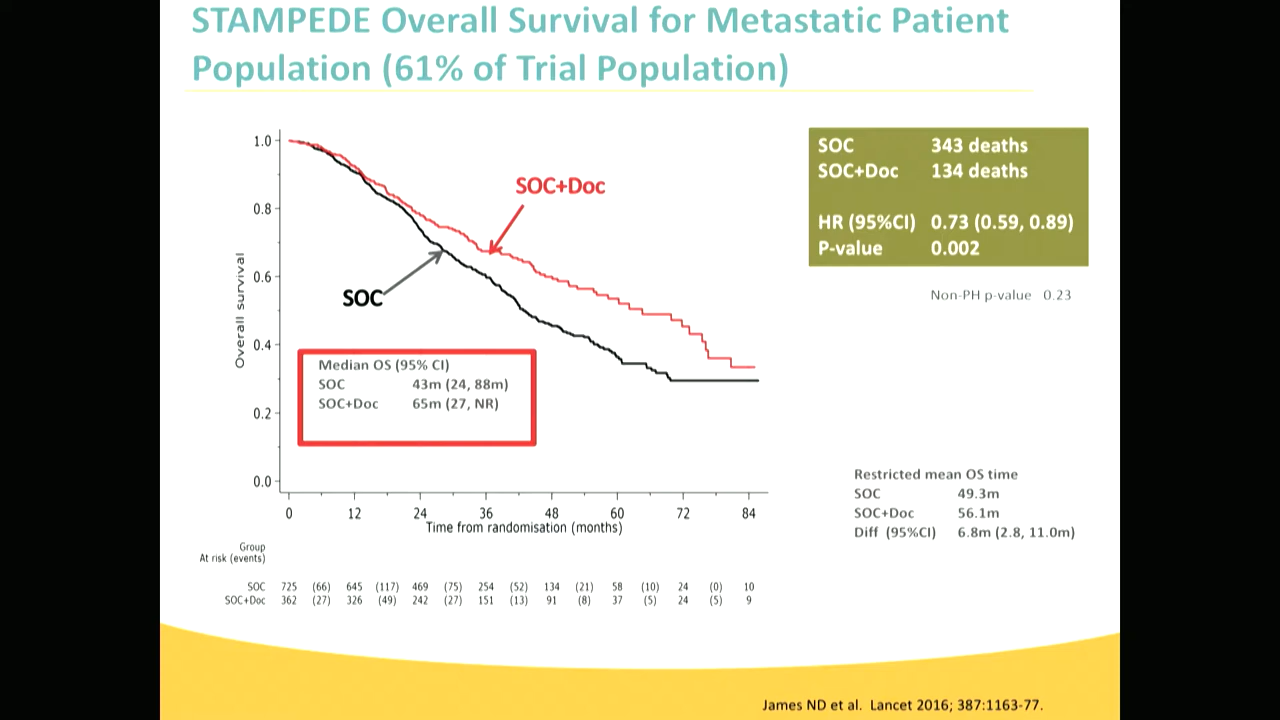 STAMPEDE Overall Survival for Metastatic Patient
Population (61% of Trial Population)
SOC 343 deaths
SOC+Doc 134 deaths
HR (95%CI) 0.73 (0.59, 0.89)
P-value 0.002
Non-PH p-value 0.23
Overall survival
1.0
0.8
0.6
0.4
0.2
0.0
SOC+Doc
SOC
Median OS (95% CI)
SOC 43m (24, 88m)
SOC+Doc 65m (27, NR)
0 12 24 36 48 60 72 84
Time from randomisation (months)
Restricted mean OS time
SOC 49.3m
SOC+Doc 56.1m
Diff (95%CI) 6.8m (2.8, 11.0m)
Group
At risk (events)
SOC 725 (66) 645 (117) 469 (75) 254 (52) 134 (21) 58 (10) 24 (0) 10
SOC+Doc 362 (27) 326 (49) 242 (27) 151 (13) 91 (8) 37 (5) 24 (5) 9
James ND et al. Lancet 2016; 387:1163-77.